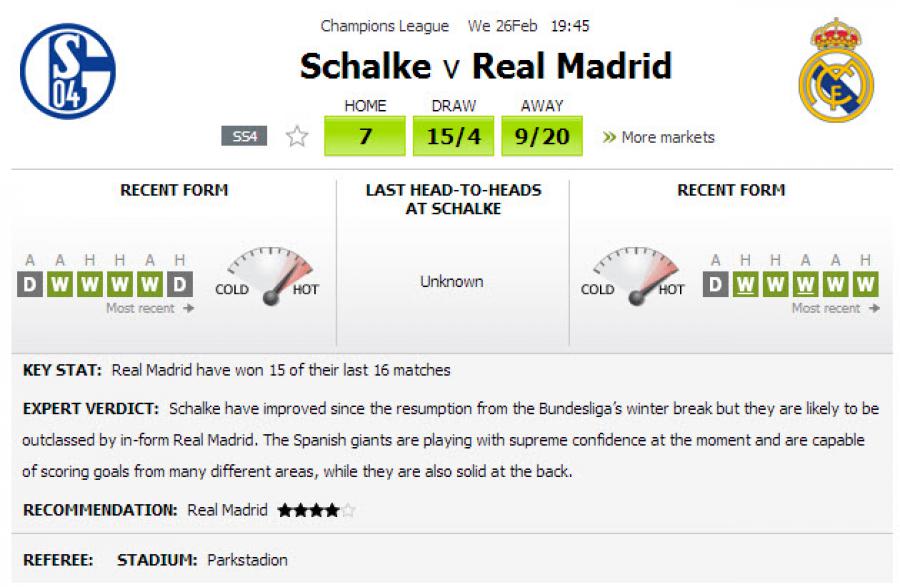 Champions League We 26Feb 19:45
Schalke v Real Madrid
S 04
HOME DRAW AWAY
SS4 7 15/4 9/20 » More markets
RECENT FORM
A A H H A H
D W W W W D
COLD HOT
Most recent
LAST HEAD-TO-HEADS
AT SCHALKE
Unknown
RECENT FORM
A H H A A H
COLD HOT
D W W W W W
Most recent
KEY STAT: Real Madrid have won 15 of their last 16 matches
EXPERT VERDICT: Schalke have improved since the resumption from the Bundesliga’s winter break but they are likely to be
outclassed by in-form Real Madrid. The Spanish giants are playing with supreme confidence at the moment and are capable
of scoring goals from many different areas, while they are also solid at the back.
RECOMMENDATION: Real Madrid ★★★★☆
REFEREE: STADIUM: Parkstadion